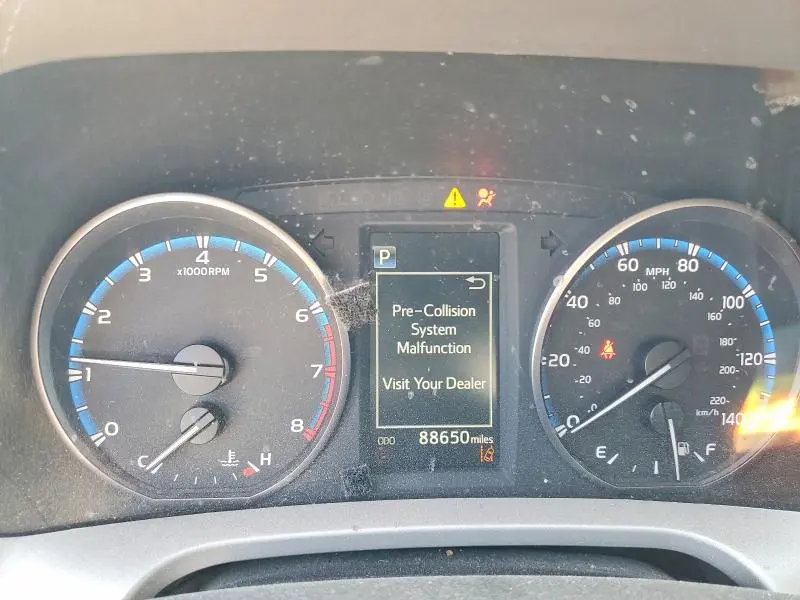 P
Pre-Collision
System
Malfunction
Visit Your Dealer
ODO 88650 miles
0
1
2
3
4
5
6
7
8
x1000RPM
C
H
0
20
40
60
80
100
120
140
MPH
20
40
60
80
100
120
140
160
180
200
220
km/h
E
F